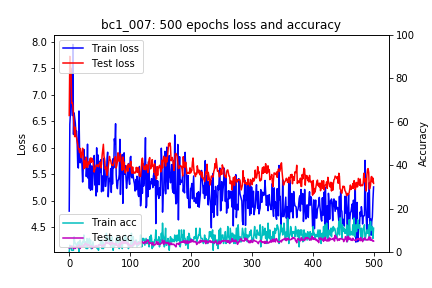 bc1_007: 500 epochs loss and accuracy
Train loss
Test loss
Train acc
Test acc
Loss
Accuracy
8.0
7.5
7.0
6.5
6.0
5.5
5.0
4.5
100
80
60
40
20
0
0
100
200
300
400
500